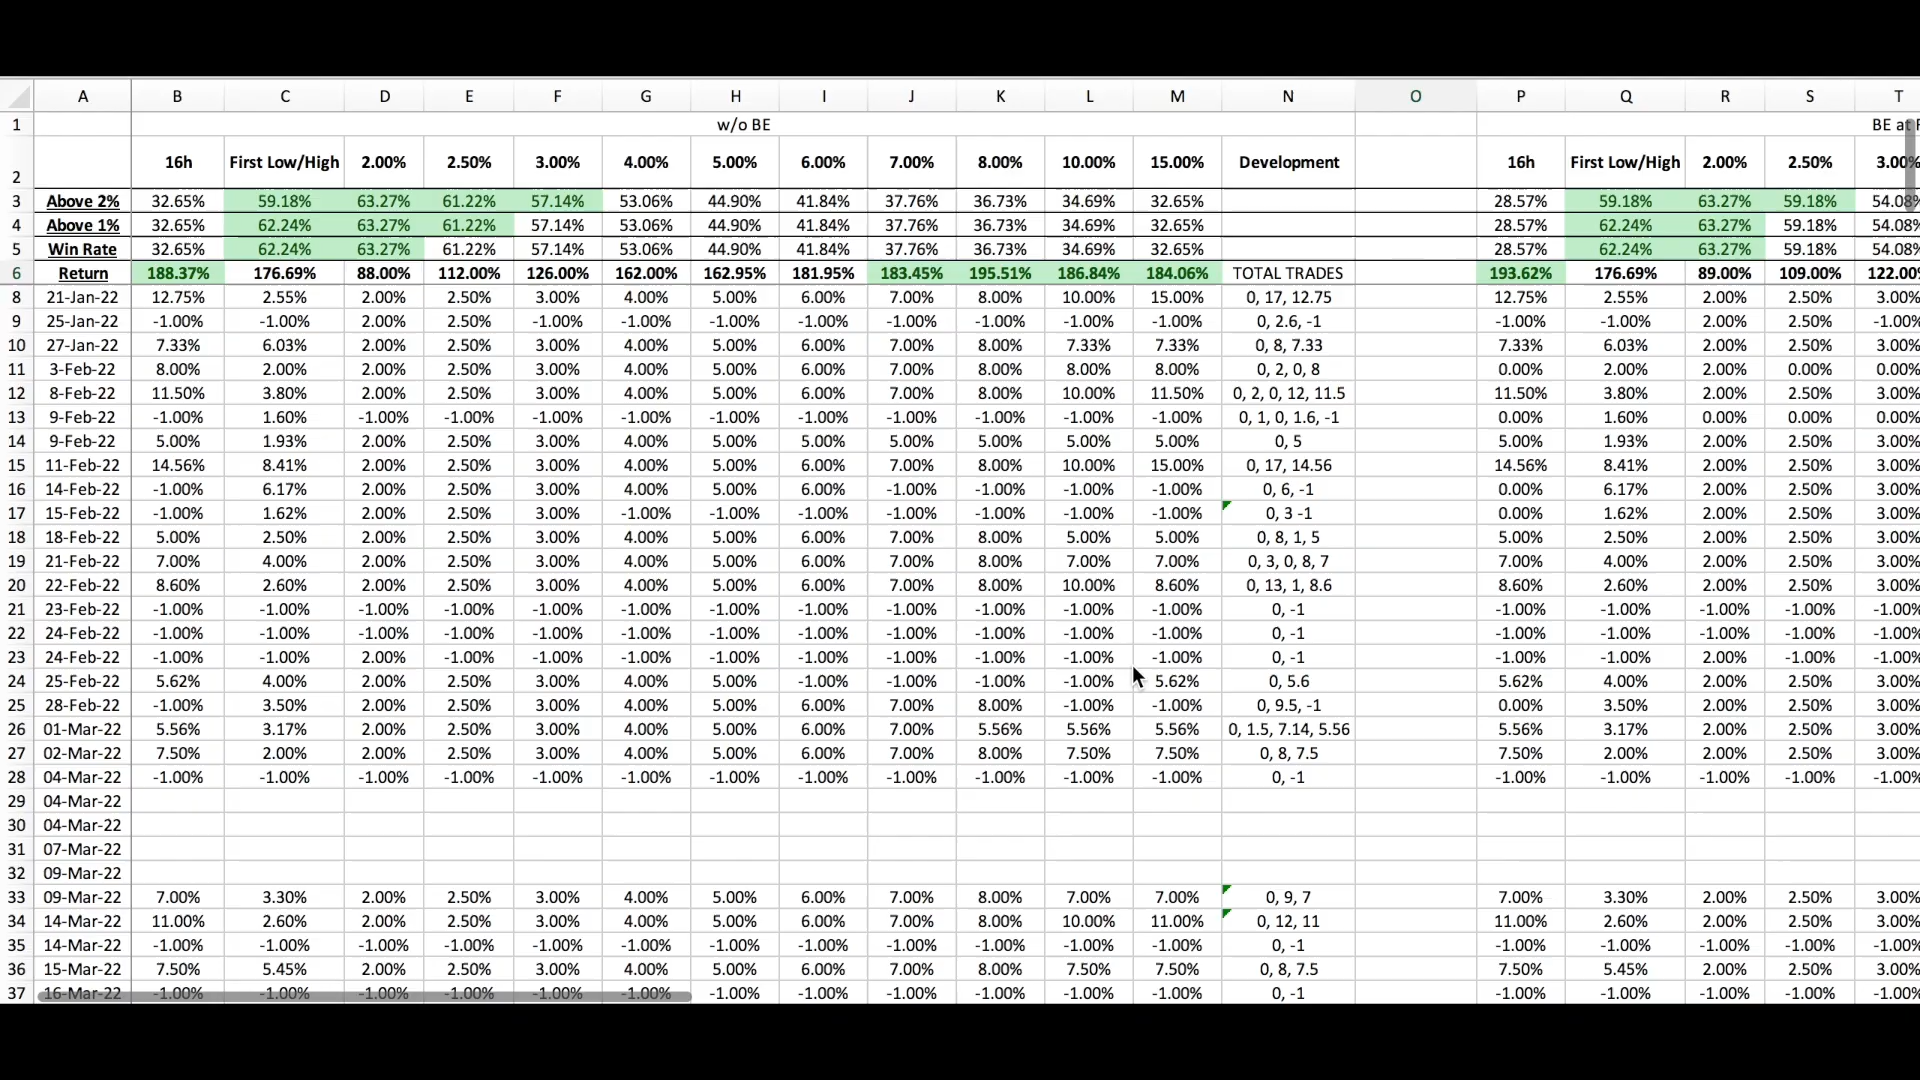 A B C D E F G H I J K L M N O P Q R S T
1 w/o BE BE at
2 16h First Low/High 2.00% 2.50% 3.00% 4.00% 5.00% 6.00% 7.00% 8.00% 10.00% 15.00% Development 16h First Low/High 2.00% 2.50% 3.00%
3 Above 2% 32.65% 59.18% 63.27% 61.22% 57.14% 53.06% 44.90% 41.84% 37.76% 36.73% 34.69% 32.65% 28.57% 59.18% 63.27% 59.18% 54.08%
4 Above 1% 32.65% 62.24% 63.27% 61.22% 57.14% 53.06% 44.90% 41.84% 37.76% 36.73% 34.69% 32.65% 28.57% 62.24% 63.27% 59.18% 54.08%
5 Win Rate 32.65% 62.24% 63.27% 61.22% 57.14% 53.06% 44.90% 41.84% 37.76% 36.73% 34.69% 32.65% 28.57% 62.24% 63.27% 59.18% 54.08%
6 Return 188.37% 176.69% 88.00% 112.00% 126.00% 162.00% 162.95% 181.95% 183.45% 195.51% 186.84% 184.06% TOTAL TRADES 193.62% 176.69% 89.00% 109.00% 122.00%
8 21-Jan-22 12.75% 2.55% 2.00% 2.50% 3.00% 4.00% 5.00% 6.00% 7.00% 8.00% 10.00% 15.00% 0, 17, 12.75 12.75% 2.55% 2.00% 2.50% 3.00%
9 25-Jan-22 -1.00% -1.00% 2.00% 2.50% -1.00% -1.00% -1.00% -1.00% -1.00% -1.00% -1.00% -1.00% 0, 2.6, -1 -1.00% -1.00% 2.00% 2.50% -1.00%
10 27-Jan-22 7.33% 6.03% 2.00% 2.50% 3.00% 4.00% 5.00% 6.00% 7.00% 8.00% 7.33% 7.33% 0, 8, 7.33 7.33% 6.03% 2.00% 2.50% 3.00%
11 3-Feb-22 8.00% 2.00% 2.00% 2.50% 3.00% 4.00% 5.00% 6.00% 7.00% 8.00% 8.00% 8.00% 0, 2, 0, 8 0.00% 2.00% 2.00% 0.00% 0.00%
12 8-Feb-22 11.50% 3.80% 2.00% 2.50% 3.00% 4.00% 5.00% 6.00% 7.00% 8.00% 10.00% 11.50% 0, 2, 0, 12, 11.5 11.50% 3.80% 2.00% 2.50% 3.00%
13 9-Feb-22 -1.00% 1.60% -1.00% -1.00% -1.00% -1.00% -1.00% -1.00% -1.00% -1.00% -1.00% -1.00% 0, 1, 0, 1.6, -1 0.00% 1.60% 0.00% 0.00% 0.00%
14 9-Feb-22 5.00% 1.93% 2.00% 2.50% 3.00% 4.00% 5.00% 5.00% 5.00% 5.00% 5.00% 5.00% 0, 5 5.00% 1.93% 2.00% 2.50% 3.00%
15 11-Feb-22 14.56% 8.41% 2.00% 2.50% 3.00% 4.00% 5.00% 6.00% 7.00% 8.00% 10.00% 15.00% 0, 17, 14.56 14.56% 8.41% 2.00% 2.50% 3.00%
16 14-Feb-22 -1.00% 6.17% 2.00% 2.50% 3.00% 4.00% 5.00% 6.00% -1.00% -1.00% -1.00% -1.00% 0, 6, -1 0.00% 6.17% 2.00% 2.50% 3.00%
17 15-Feb-22 -1.00% 1.62% 2.00% 2.50% 3.00% -1.00% -1.00% -1.00% -1.00% -1.00% -1.00% -1.00% 0, 3 -1 0.00% 1.62% 2.00% 2.50% 3.00%
18 18-Feb-22 5.00% 2.50% 2.00% 2.50% 3.00% 4.00% 5.00% 6.00% 7.00% 8.00% 5.00% 5.00% 0, 8, 1, 5 5.00% 2.50% 2.00% 2.50% 3.00%
19 21-Feb-22 7.00% 4.00% 2.00% 2.50% 3.00% 4.00% 5.00% 6.00% 7.00% 8.00% 7.00% 7.00% 0, 3, 0, 8, 7 7.00% 4.00% 2.00% 2.50% 3.00%
20 22-Feb-22 8.60% 2.60% 2.00% 2.50% 3.00% 4.00% 5.00% 6.00% 7.00% 8.00% 10.00% 8.60% 0, 13, 1, 8.6 8.60% 2.60% 2.00% 2.50% 3.00%
21 23-Feb-22 -1.00% -1.00% -1.00% -1.00% -1.00% -1.00% -1.00% -1.00% -1.00% -1.00% -1.00% -1.00% 0, -1 -1.00% -1.00% -1.00% -1.00% -1.00%
22 24-Feb-22 -1.00% -1.00% -1.00% -1.00% -1.00% -1.00% -1.00% -1.00% -1.00% -1.00% -1.00% -1.00% 0, -1 -1.00% -1.00% -1.00% -1.00% -1.00%
23 24-Feb-22 -1.00% -1.00% 2.00% -1.00% -1.00% -1.00% -1.00% -1.00% -1.00% -1.00% -1.00% -1.00% 0, -1 -1.00% -1.00% 2.00% -1.00% -1.00%
24 25-Feb-22 5.62% 4.00% 2.00% 2.50% 3.00% 4.00% 5.00% -1.00% -1.00% -1.00% -1.00% 5.62% 0, 5.6 5.62% 4.00% 2.00% 2.50% 3.00%
25 28-Feb-22 -1.00% 3.50% 2.00% 2.50% 3.00% 4.00% 5.00% 6.00% 7.00% 8.00% -1.00% -1.00% 0, 9.5, -1 0.00% 3.50% 2.00% 2.50% 3.00%
26 01-Mar-22 5.56% 3.17% 2.00% 2.50% 3.00% 4.00% 5.00% 6.00% 7.00% 5.56% 5.56% 5.56% 0, 1.5, 7.14, 5.56 5.56% 3.17% 2.00% 2.50% 3.00%
27 02-Mar-22 7.50% 2.00% 2.00% 2.50% 3.00% 4.00% 5.00% 6.00% 7.00% 8.00% 7.50% 7.50% 0, 8, 7.5 7.50% 2.00% 2.00% 2.50% 3.00%
28 04-Mar-22 -1.00% -1.00% -1.00% -1.00% -1.00% -1.00% -1.00% -1.00% -1.00% -1.00% -1.00% -1.00% 0, -1 -1.00% -1.00% -1.00% -1.00% -1.00%
29 04-Mar-22
30 04-Mar-22
31 07-Mar-22
32 09-Mar-22
33 09-Mar-22 7.00% 3.30% 2.00% 2.50% 3.00% 4.00% 5.00% 6.00% 7.00% 8.00% 7.00% 7.00% 0, 9, 7 7.00% 3.30% 2.00% 2.50% 3.00%
34 14-Mar-22 11.00% 2.60% 2.00% 2.50% 3.00% 4.00% 5.00% 6.00% 7.00% 8.00% 10.00% 11.00% 0, 12, 11 11.00% 2.60% 2.00% 2.50% 3.00%
35 14-Mar-22 -1.00% -1.00% -1.00% -1.00% -1.00% -1.00% -1.00% -1.00% -1.00% -1.00% -1.00% -1.00% 0, -1 -1.00% -1.00% -1.00% -1.00% -1.00%
36 15-Mar-22 7.50% 5.45% 2.00% 2.50% 3.00% 4.00% 5.00% 6.00% 7.00% 8.00% 7.50% 7.50% 0, 8, 7.5 7.50% 5.45% 2.00% 2.50% 3.00%
37 16-Mar-22 -1.00% -1.00% -1.00% -1.00% -1.00% -1.00% -1.00% -1.00% -1.00% -1.00% -1.00% -1.00% 0, -1 -1.00% -1.00% -1.00% -1.00% -1.00%